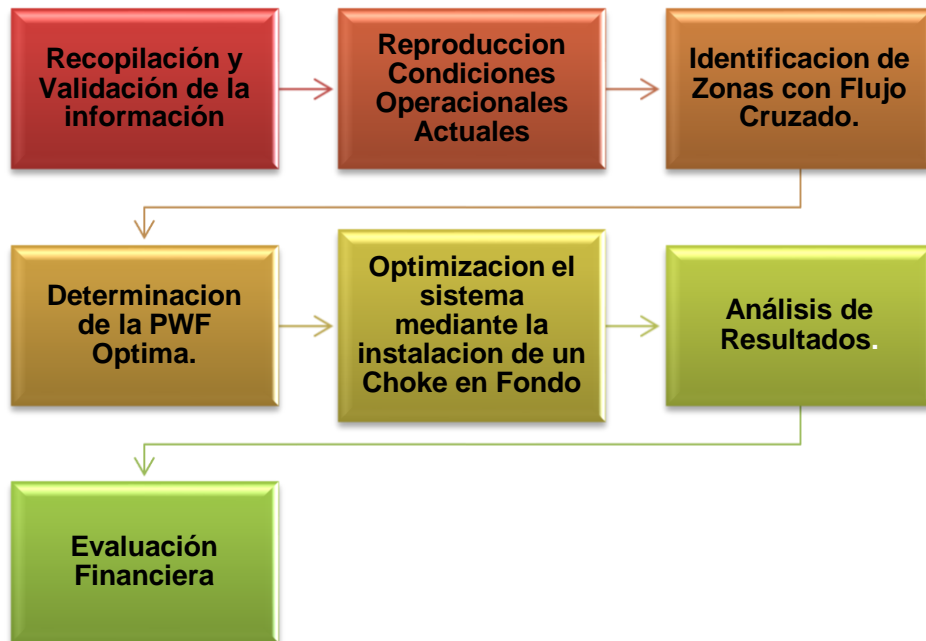 Recopilación y
Validación de la
información
Reproduccion
Condiciones
Operacionales
Actuales
Identificacion de
Zonas con Flujo
Cruzado.
Determinacion
de la PWF
Optima.
Optimizacion el
sistema
mediante la
instalacion de un
Choke en Fondo
Análisis de
Resultados.
Evaluación
Financiera